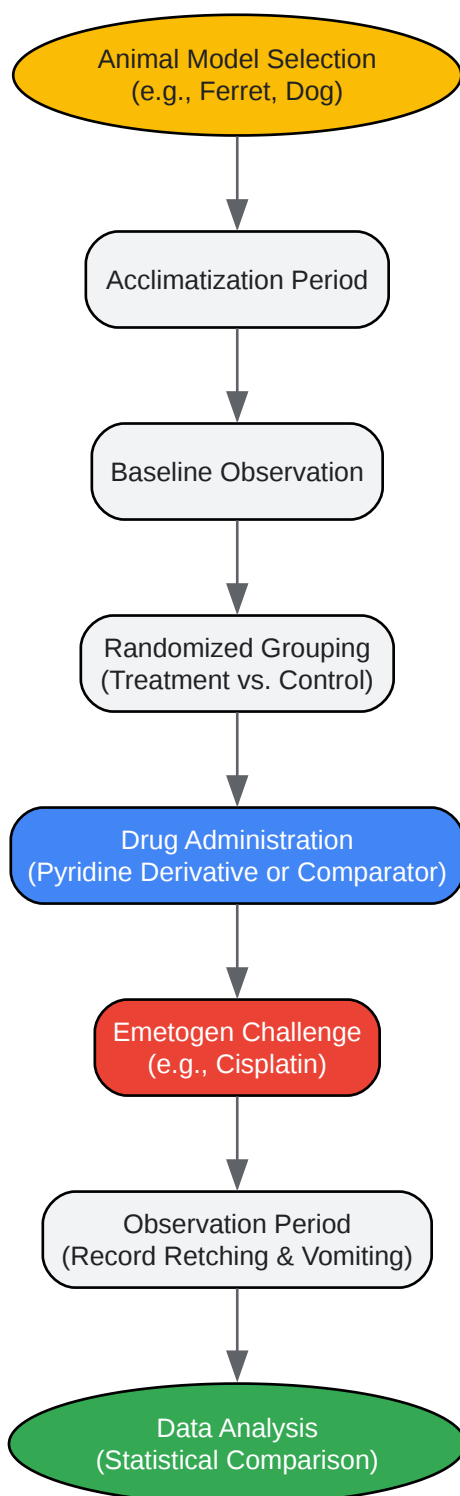 Animal Model Selection
(e.g., Ferret, Dog)
Acclimatization Period
Baseline Observation
Randomized Grouping
(Treatment vs. Control)
Drug Administration
(Pyridine Derivative or Comparator)
Emetogen Challenge
(e.g., Cisplatin)
Observation Period
(Record Retching & Vomiting)
Data Analysis
(Statistical Comparison)